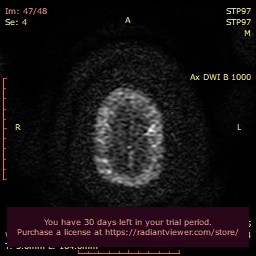 Im: 47/48
Se: 4
A
STP97
STP97
M
Ax DWI B 1000
R
L
You have 30 days left in your trial period.
Purchase a license at https://radiantviewer.com/store/